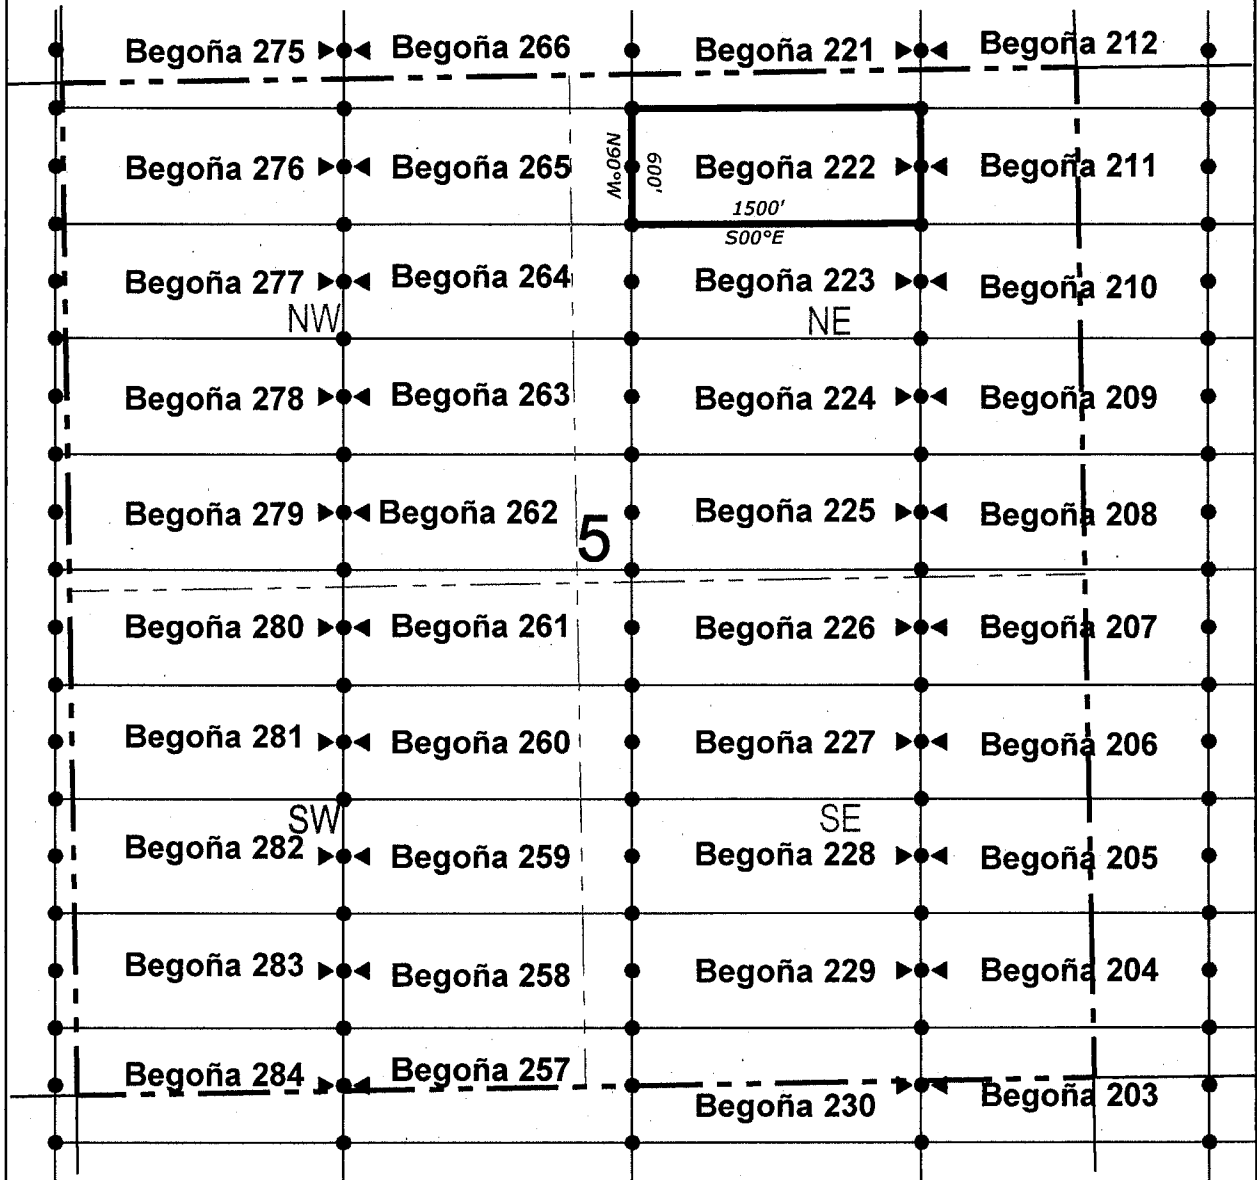 Begoña 275 Begoña 266 Begoña 221 Begoña 212
Begoña 276 Begoña 265 N90°W 600' Begoña 222 Begoña 211
1500'
S00°E
Begoña 277 Begoña 264 Begoña 223 Begoña 210
NW NE
Begoña 278 Begoña 263 Begoña 224 Begoña 209
Begoña 279 Begoña 262 Begoña 225 Begoña 208
5
Begoña 280 Begoña 261 Begoña 226 Begoña 207
Begoña 281 Begoña 260 Begoña 227 Begoña 206
SW SE
Begoña 282 Begoña 259 Begoña 228 Begoña 205
Begoña 283 Begoña 258 Begoña 229 Begoña 204
Begoña 284 Begoña 257 Begoña 230 Begoña 203